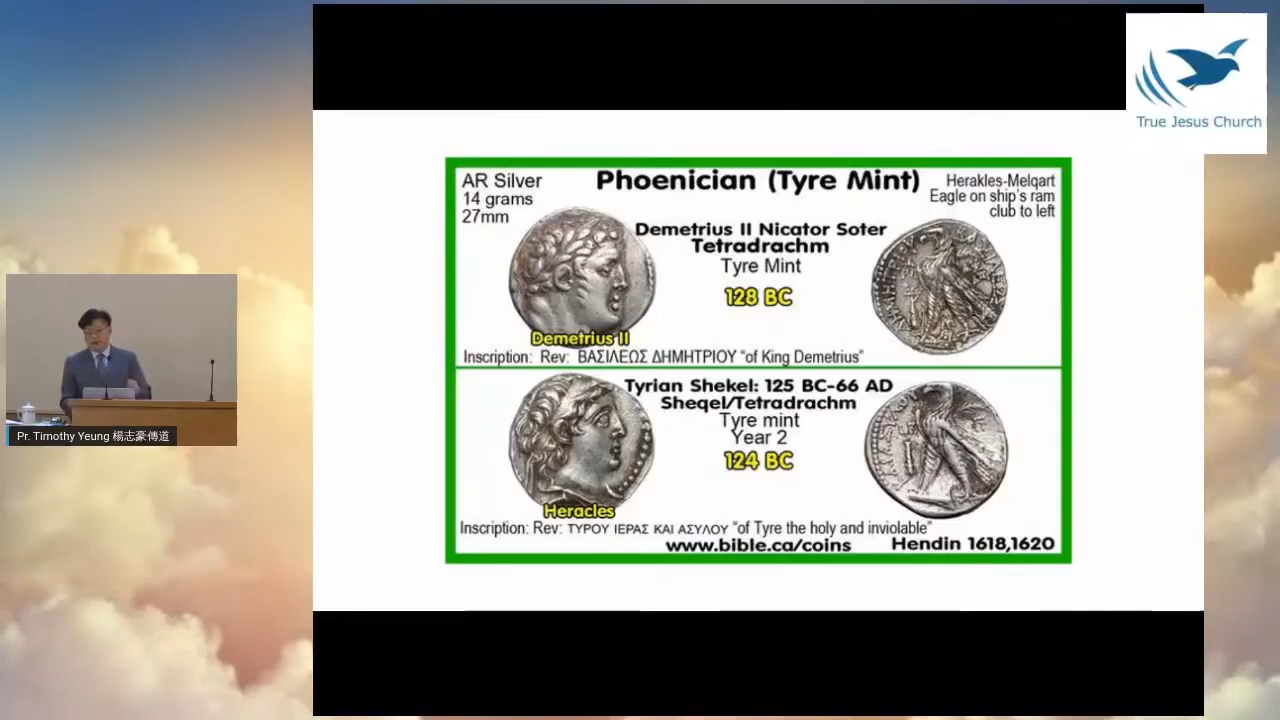 True Jesus Church
AR Silver
14 grams
27mm
Phoenician (Tyre Mint)
Herakles-Melqart
Eagle on ship's ram
club to left
Demetrius II Nicator Soter
Tetradrachm
Tyre Mint
128 BC
Demetrius II
Inscription: Rev: ΒΑΣΙΛΕΩΣ ΔΗΜΗΤΡΙΟΥ "of King Demetrius"
Tyrian Shekel: 125 BC-66 AD
Sheqel/Tetradrachm
Tyre mint
Year 2
124 BC
Heracles
Inscription: Rev: ΤΥΡΟΥ ΙΕΡΑΣ ΚΑΙ ΑΣΥΛΟΥ "of Tyre the holy and inviolable"
www.bible.ca/coins
Hendin 1618,1620
Pr. Timothy Yeung 楊志豪傳道